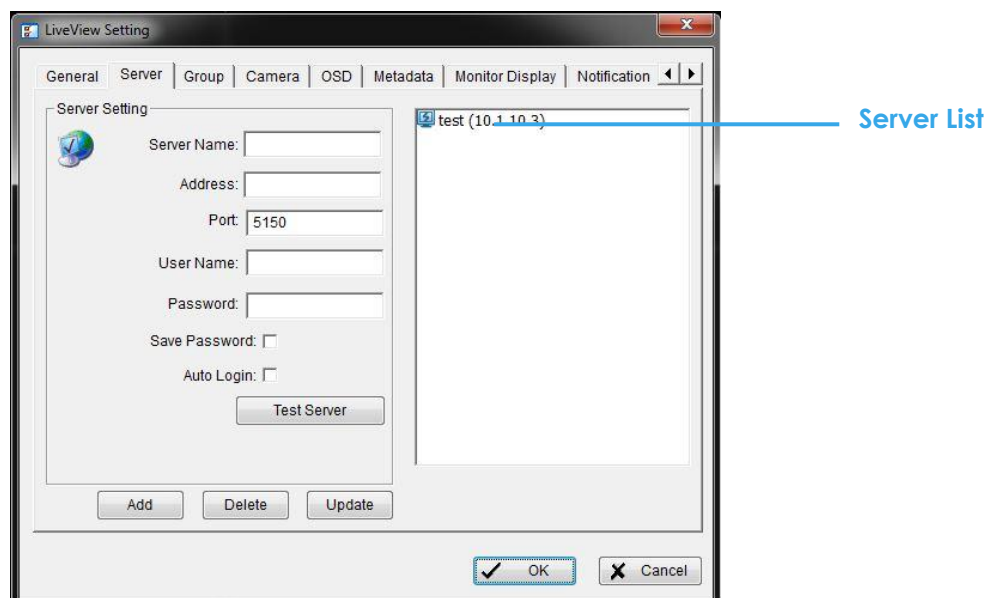 LiveView Setting
General Server Group Camera OSD Metadata Monitor Display Notification
Server Setting
Server Name:
Address:
Port: 5150
User Name:
Password:
Save Password:
Auto Login:
Test Server
Add Delete Update
test (10.1.10.3)
Server List
OK Cancel